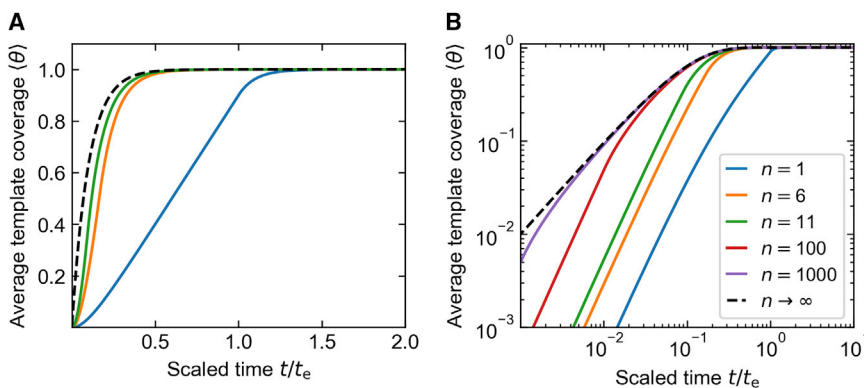 A
Average template coverage ⟨θ⟩
1.0
0.8
0.6
0.4
0.2
0.5
1.0
1.5
2.0
Scaled time t/tₑ
B
Average template coverage ⟨θ⟩
10⁰
10⁻¹
10⁻²
10⁻³
10⁻²
10⁻¹
10⁰
10
Scaled time t/tₑ
n = 1
n = 6
n = 11
n = 100
n = 1000
n → ∞